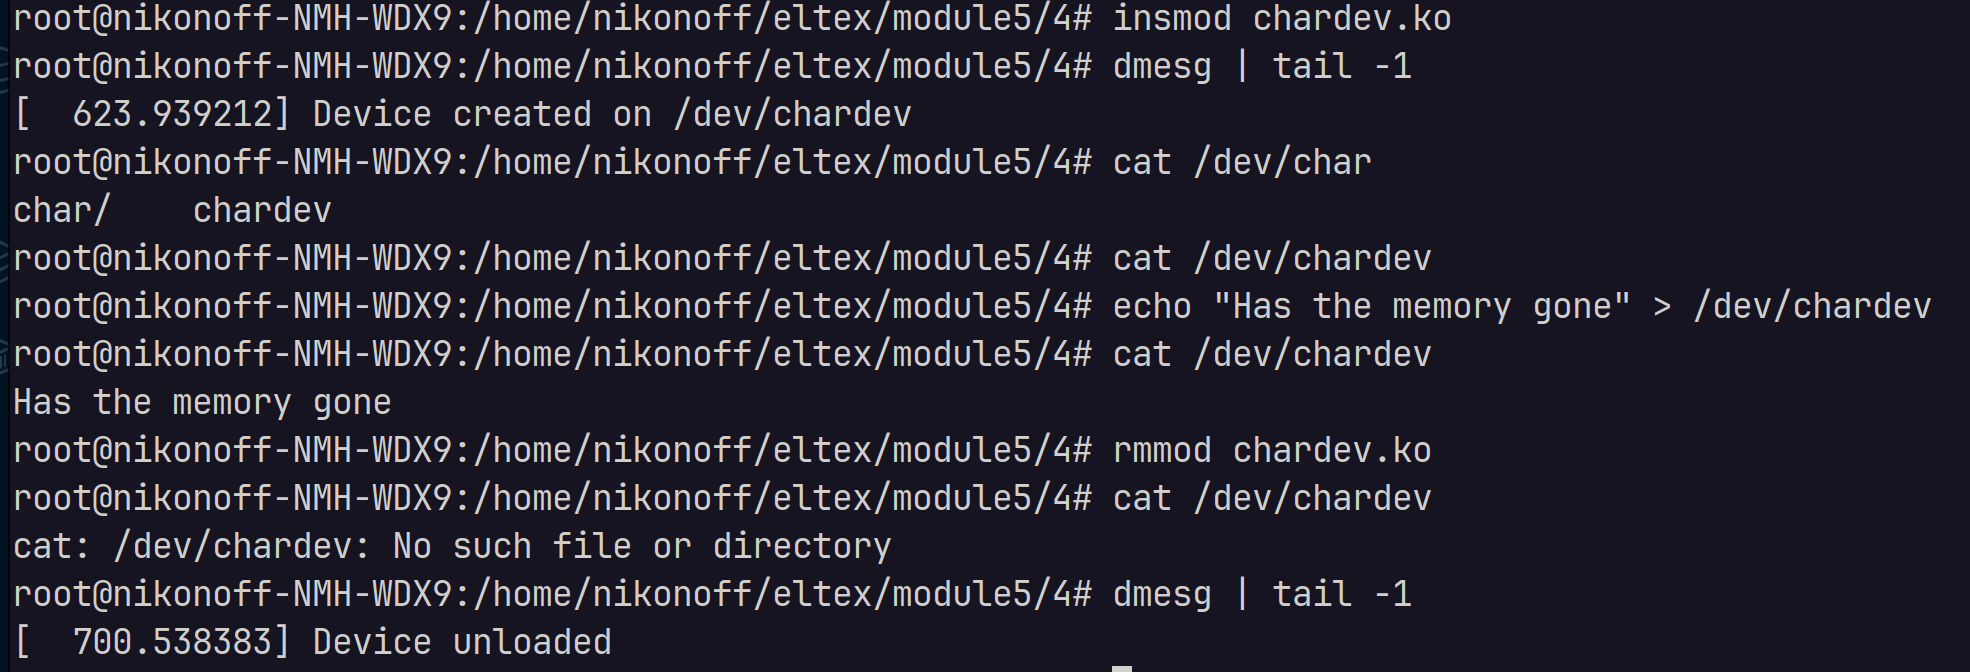 root@nikonoff-NMH-WDX9:/home/nikonoff/eltex/module5/4# insmod chardev.ko
root@nikonoff-NMH-WDX9:/home/nikonoff/eltex/module5/4# dmesg | tail -1
[  623.939212] Device created on /dev/chardev
root@nikonoff-NMH-WDX9:/home/nikonoff/eltex/module5/4# cat /dev/char
char/    chardev
root@nikonoff-NMH-WDX9:/home/nikonoff/eltex/module5/4# cat /dev/chardev
root@nikonoff-NMH-WDX9:/home/nikonoff/eltex/module5/4# echo "Has the memory gone" > /dev/chardev
root@nikonoff-NMH-WDX9:/home/nikonoff/eltex/module5/4# cat /dev/chardev
Has the memory gone
root@nikonoff-NMH-WDX9:/home/nikonoff/eltex/module5/4# rmmod chardev.ko
root@nikonoff-NMH-WDX9:/home/nikonoff/eltex/module5/4# cat /dev/chardev
cat: /dev/chardev: No such file or directory
root@nikonoff-NMH-WDX9:/home/nikonoff/eltex/module5/4# dmesg | tail -1
[  700.538383] Device unloaded